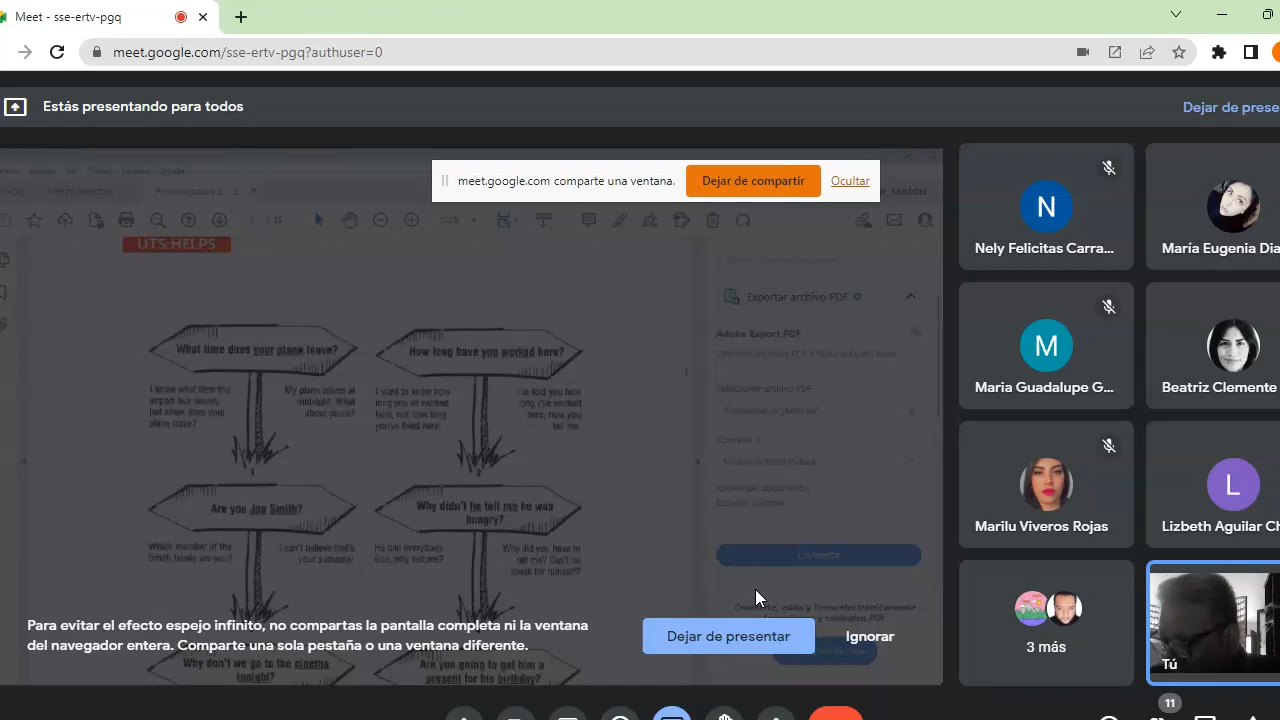 Meet - sse-ertv-pgq
meet.google.com/sse-ertv-pgq?authuser=0
Estás presentando para todos
Dejar de prese
meet.google.com comparte una ventana.
Dejar de compartir
Ocultar
UTS:HELPS
Exportar archivo PDF
Adobe Export PDF
What time does your plane leave?
How long have you worked here?
I know what time the
airport bus leaves,
but when does your
plane leave?
My plane leaves at
midnight. What
about yours?
I want to know how
long you've worked
here, not how long
you've lived here!
I've told you how
long I've worked
here; now you
tell me.
1
2
Are you Joe Smith?
Why didn't he tell me he was
hungry?
Which member of the
Smith family are you?
I can't believe that's
your surname!
He told everybody
else, why not me?
Why did you have to
tell me? Can't he
speak for himself?
Why don't we go to the cinema
tonight?
Are you going to get him a
present for his birthday?
Para evitar el efecto espejo infinito, no compartas la pantalla completa ni la ventana
del navegador entera. Comparte una sola pestaña o una ventana diferente.
Dejar de presentar
Ignorar
N
Nely Felicitas Carra...
María Eugenia Dia
M
Maria Guadalupe G...
Beatriz Clemente
Marilu Viveros Rojas
L
Lizbeth Aguilar Ch
3 más
Tú
11